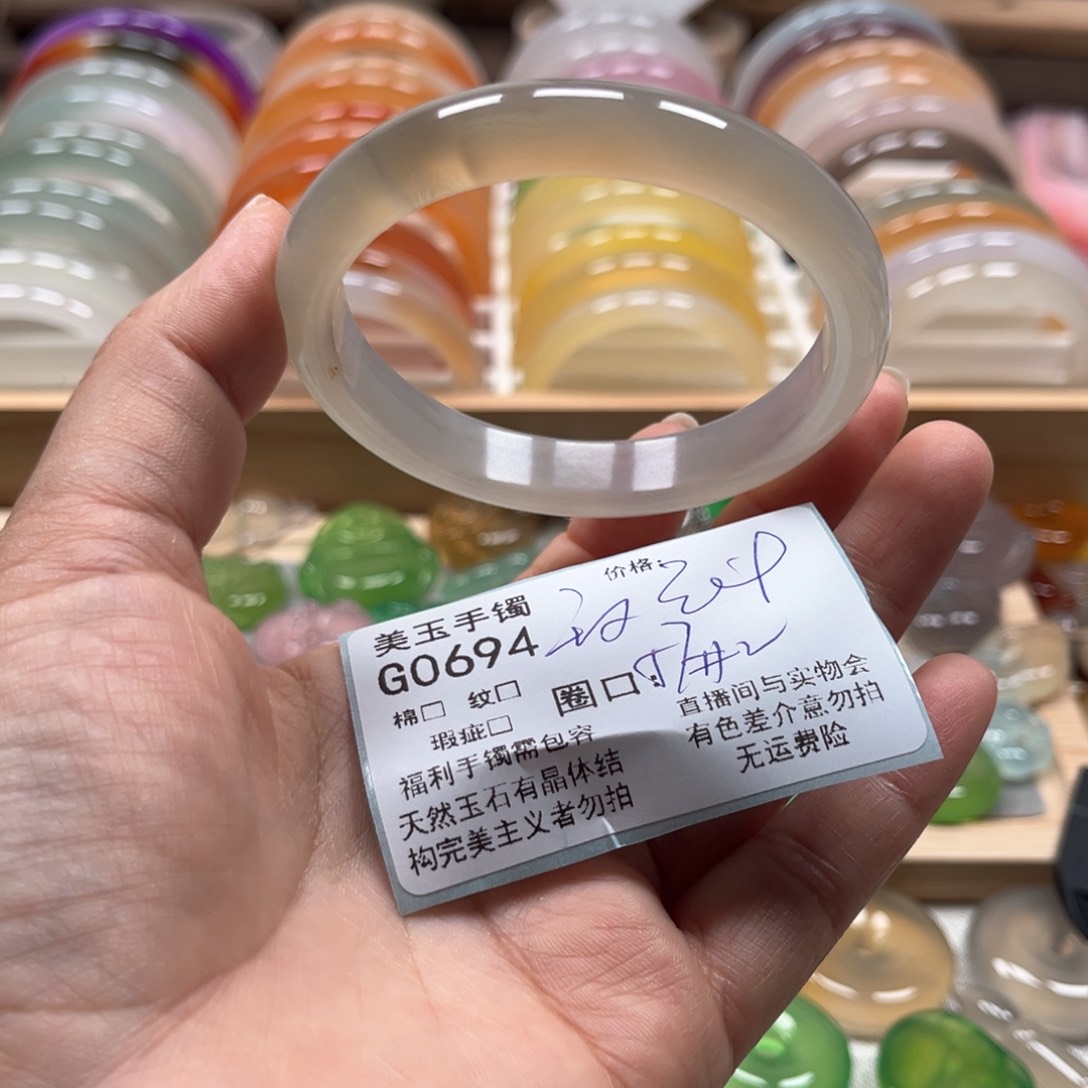 价格:
美玉手镯
G0694
棉□ 纹□ 圈口:
瑕疵□
福利手镯需包容
天然玉石有晶体结
构完美主义者勿拍
直播间与实物会
有色差介意勿拍
无运费险